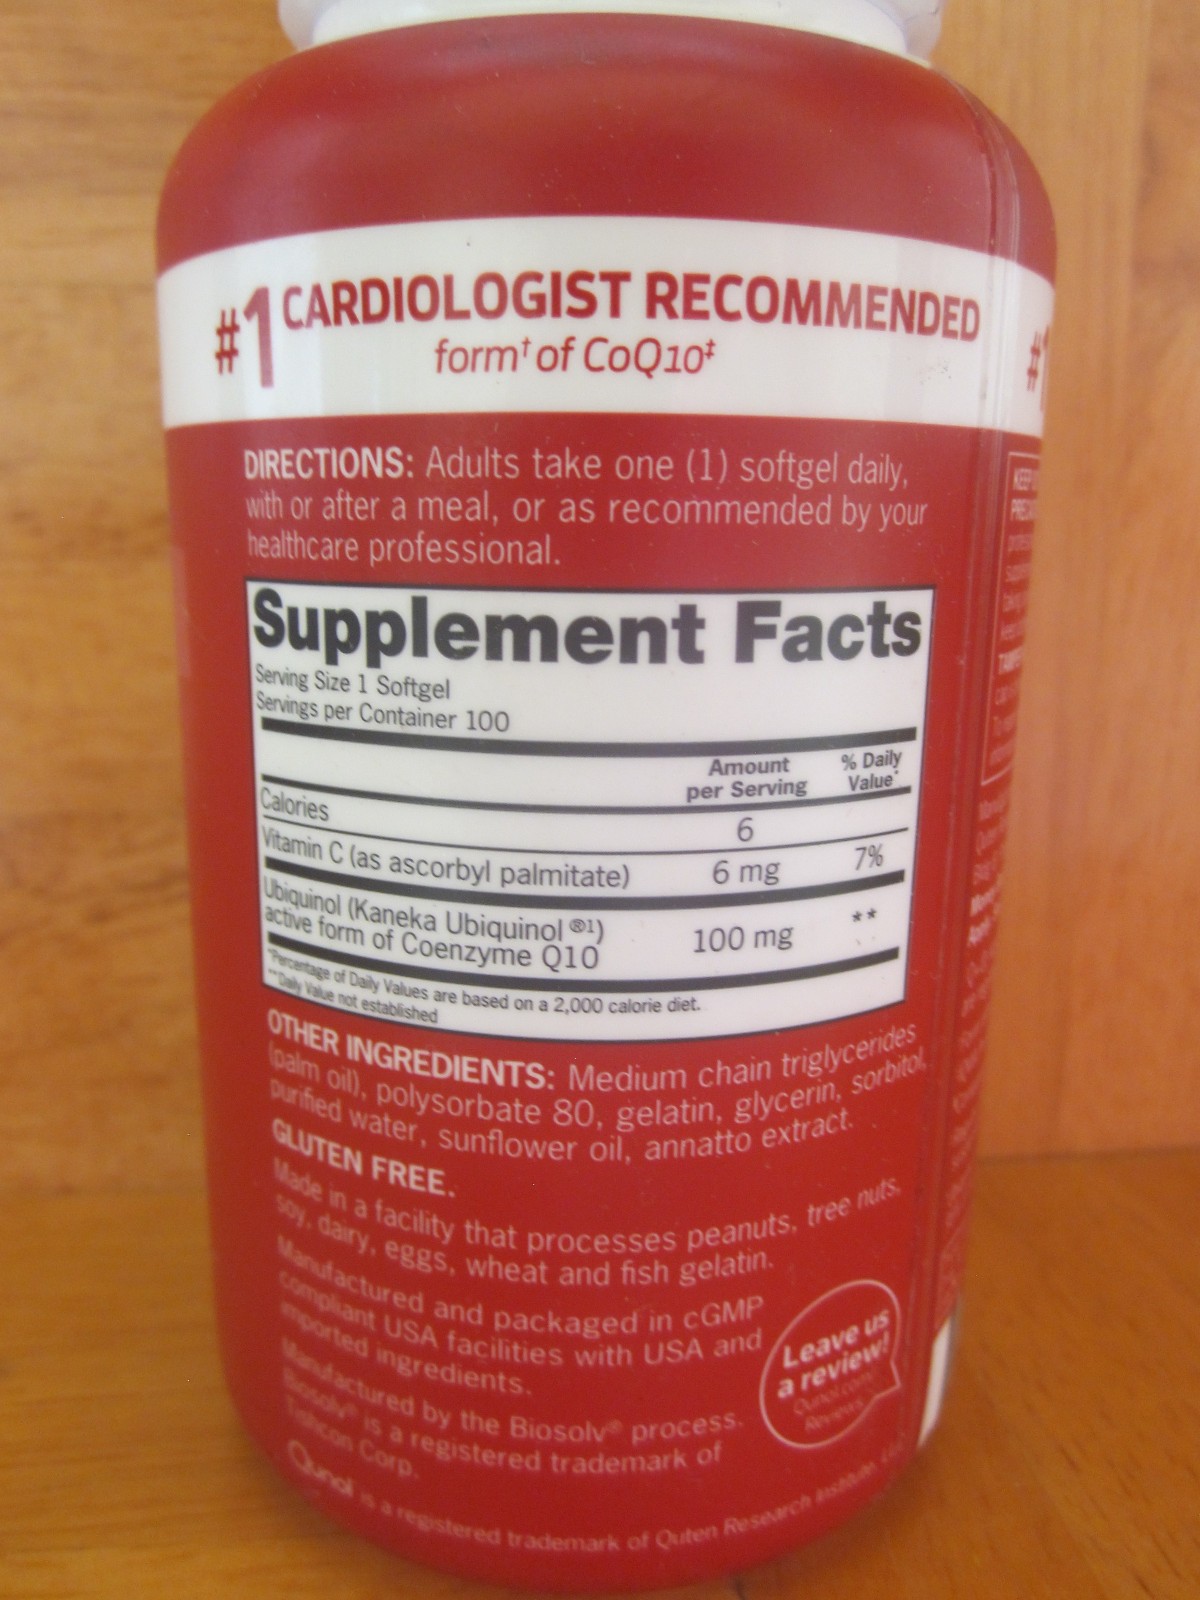 #1 CARDIOLOGIST RECOMMENDED
form† of CoQ10‡
DIRECTIONS: Adults take one (1) softgel daily,
with or after a meal, or as recommended by your
healthcare professional.
Supplement Facts
Serving Size 1 Softgel
Servings per Container 100
Amount per Serving
% Daily Value*
Calories 6
Vitamin C (as ascorbyl palmitate) 6 mg 7%
Ubiquinol (Kaneka Ubiquinol ®1)
active form of Coenzyme Q10 100 mg **
*Percentage of Daily Values are based on a 2,000 calorie diet.
**Daily Value not established
OTHER INGREDIENTS: Medium chain triglycerides
(palm oil), polysorbate 80, gelatin, glycerin, sorbitol,
purified water, sunflower oil, annatto extract.
GLUTEN FREE.
Made in a facility that processes peanuts, tree nuts,
soy, dairy, eggs, wheat and fish gelatin.
Manufactured and packaged in cGMP
compliant USA facilities with USA and
imported ingredients.
Manufactured by the Biosolv® process.
Biosolv® is a registered trademark of
Tishcon Corp.
Leave us
a review!
Qunol.com/
Reviews
Qunol is a registered trademark of Quten Research Institute, LLC
#1
KEEP